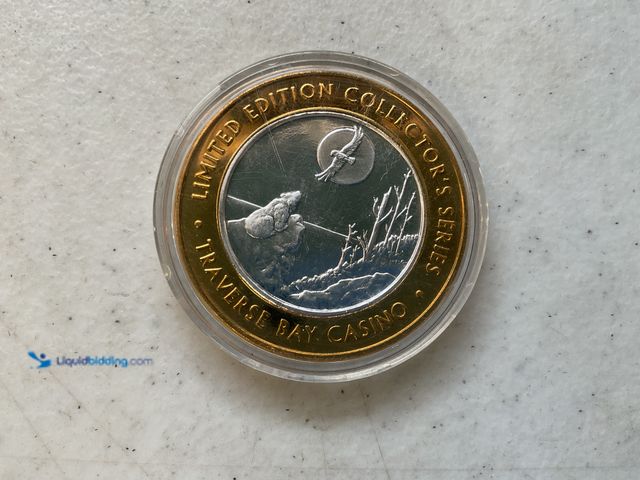 LIMITED EDITION COLLECTOR'S SERIES
TRAVERSE BAY CASINO
Liquidbidding.com